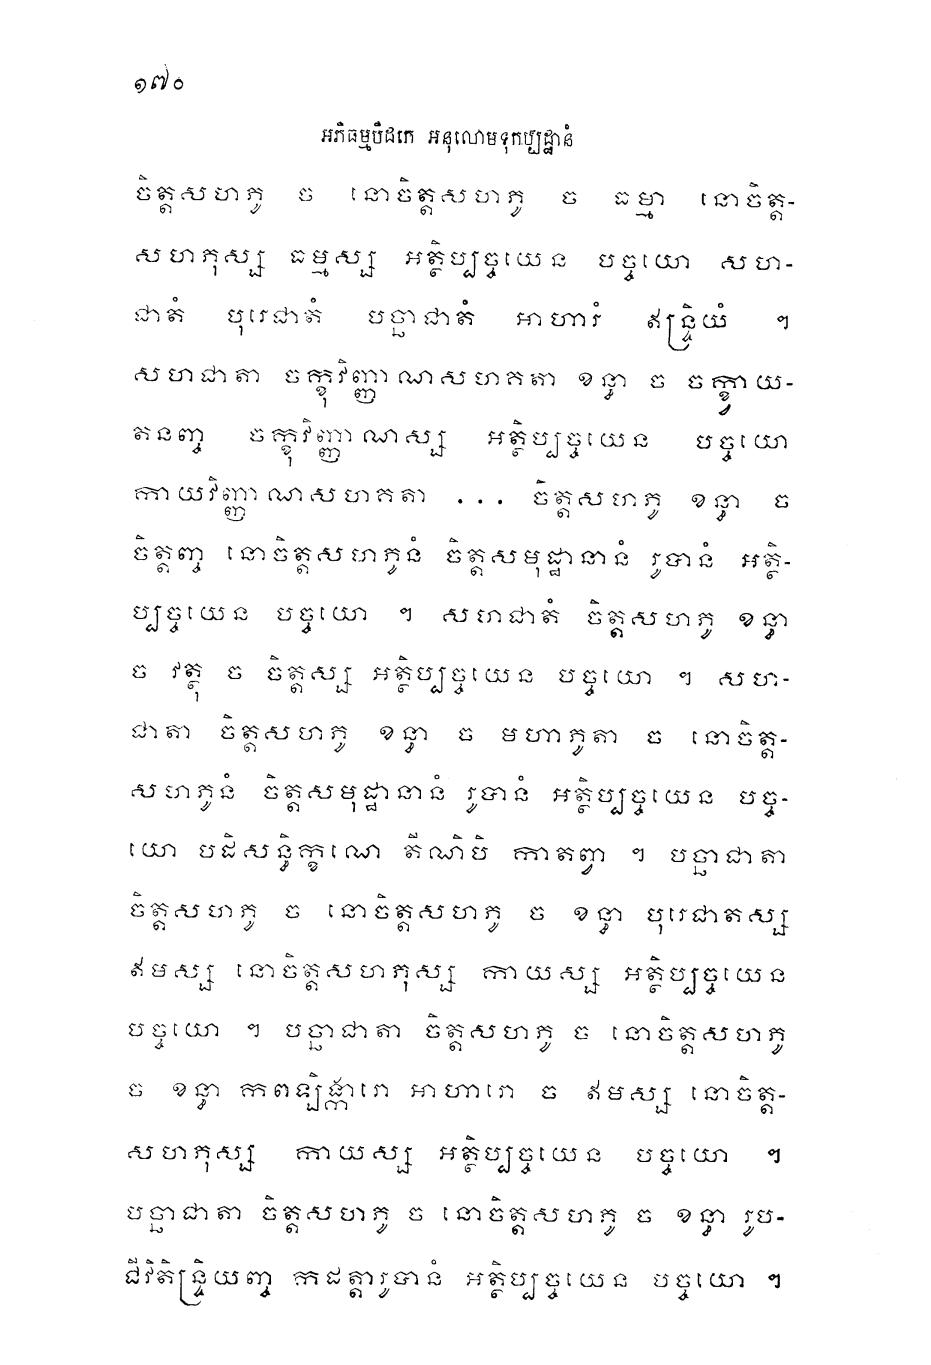 ១៧០
អភិធម្មបិដកេ អនុលោមទុកប្បដ្ឋានំ
ចិត្តសហភូ ច នោចិត្តសហភូ ច ធម្មា នោចិត្ត-
សហភុស្ស ធម្មស្ស អត្ថិប្បច្ចយេន បច្ចយោ សហ-
ជាតំ បុរេជាតំ បច្ឆាជាតំ អាហារំ ឥន្ទ្រិយំ ។
សហជាតា ចក្ខុវិញ្ញាណសហគតា ខន្ធា ច ចក្ខាយ-
តនញ្ច ចក្ខុវិញ្ញាណស្ស អត្ថិប្បច្ចយេន បច្ចយោ
កាយវិញ្ញាណសហគតា ... ចិត្តសហភូ ខន្ធា ច
ចិត្តញ្ច នោចិត្តសហភូនំ ចិត្តសមុដ្ឋានានំ រូបានំ អត្ថិ-
ប្បច្ចយេន បច្ចយោ ។ សហជាតំ ចិត្តសហភូ ខន្ធា
ច វត្ថុ ច ចិត្តស្ស អត្ថិប្បច្ចយេន បច្ចយោ ។ សហ-
ជាតា ចិត្តសហភូ ខន្ធា ច មហាភូតា ច នោចិត្ត-
សហភូនំ ចិត្តសមុដ្ឋានានំ រូបានំ អត្ថិប្បច្ចយេន បច្ច-
យោ បដិសន្ធិក្ខណេ តីណិបិ កាតព្វា ។ បច្ឆាជាតា
ចិត្តសហភូ ច នោចិត្តសហភូ ច ខន្ធា បុរេជាតស្ស
ឥមស្ស នោចិត្តសហភុស្ស កាយស្ស អត្ថិប្បច្ចយេន
បច្ចយោ ។ បច្ឆាជាតា ចិត្តសហភូ ច នោចិត្តសហភូ
ច ខន្ធា កពឡិង្ការោ អាហារោ ច ឥមស្ស នោចិត្ត-
សហភុស្ស កាយស្ស អត្ថិប្បច្ចយេន បច្ចយោ ។
បច្ឆាជាតា ចិត្តសហភូ ច នោចិត្តសហភូ ច ខន្ធា រូប-
ជីវិតិន្ទ្រិយញ្ច កដត្តារូបានំ អត្ថិប្បច្ចយេន បច្ចយោ ។